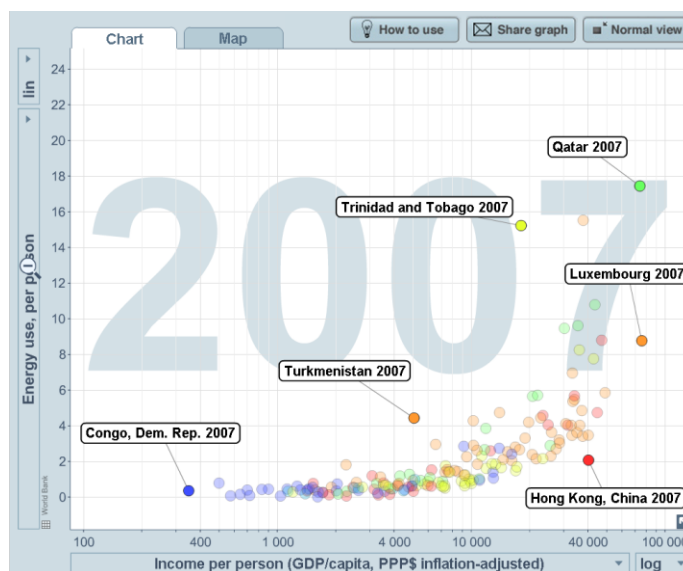 Chart
Map
How to use
Share graph
Normal view
lin
Energy use, per person
24
22
20
18
16
14
12
10
8
6
4
2
0
2007
Qatar 2007
Trinidad and Tobago 2007
Luxembourg 2007
Turkmenistan 2007
Congo, Dem. Rep. 2007
Hong Kong, China 2007
World Bank
100
400
1 000
4 000
10 000
40 000
100 000
Income per person (GDP/capita, PPP$ inflation-adjusted)
log